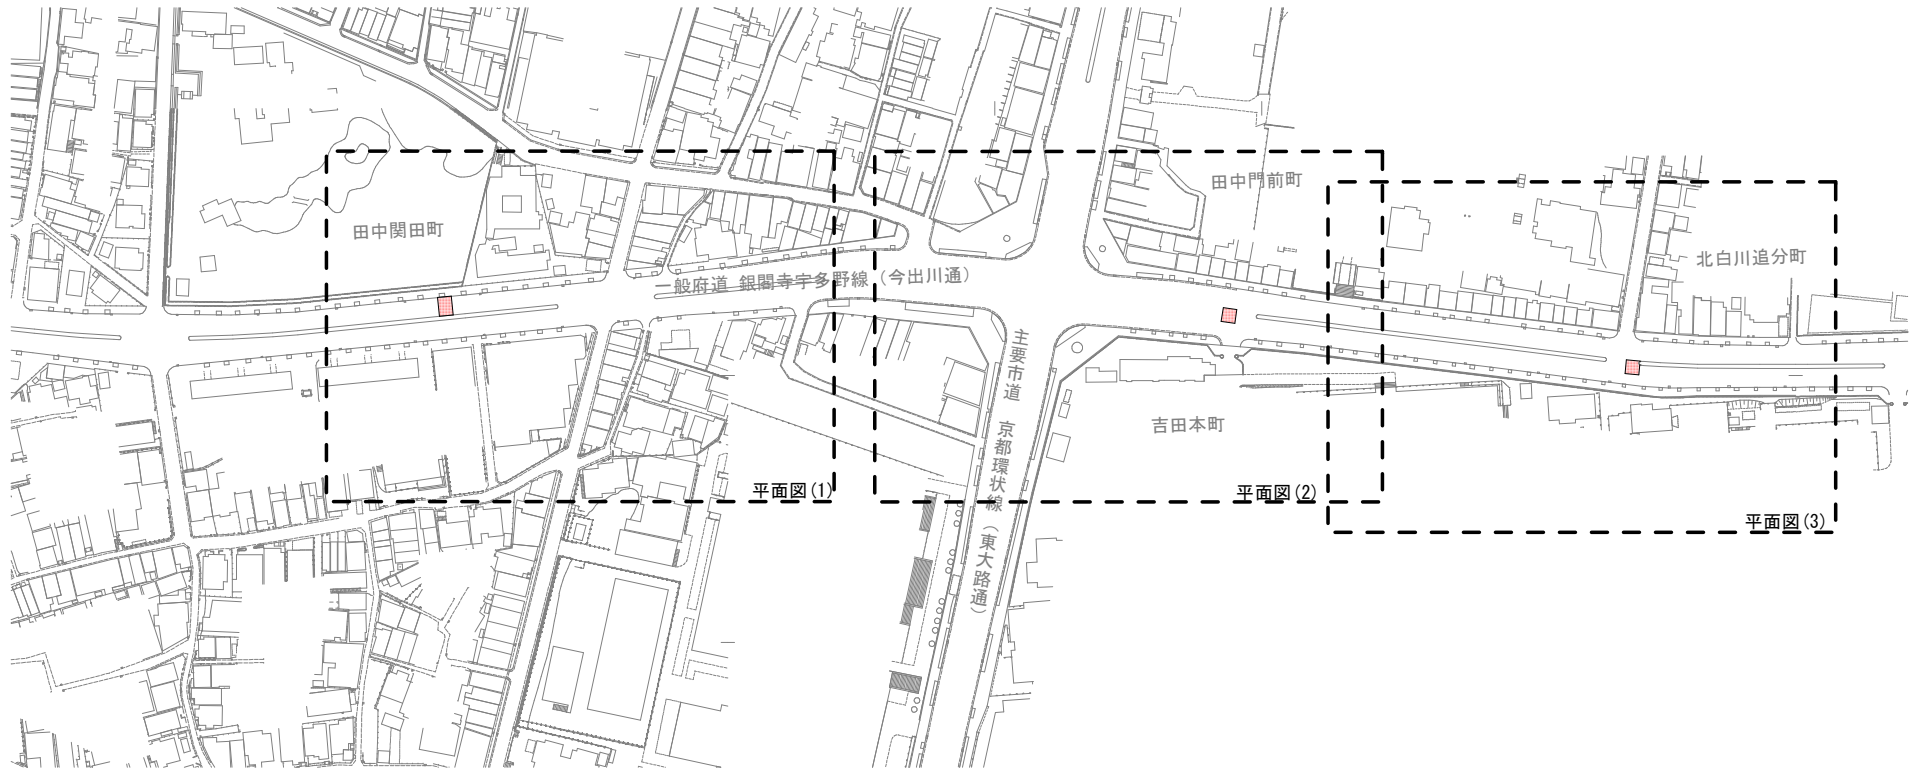 田中門前町
田中関田町
北白川追分町
一般府道 銀閣寺宇多野線（今出川通）
主要市道 京都環状線（東大路通）
吉田本町
平面図(1)
平面図(2)
平面図(3)